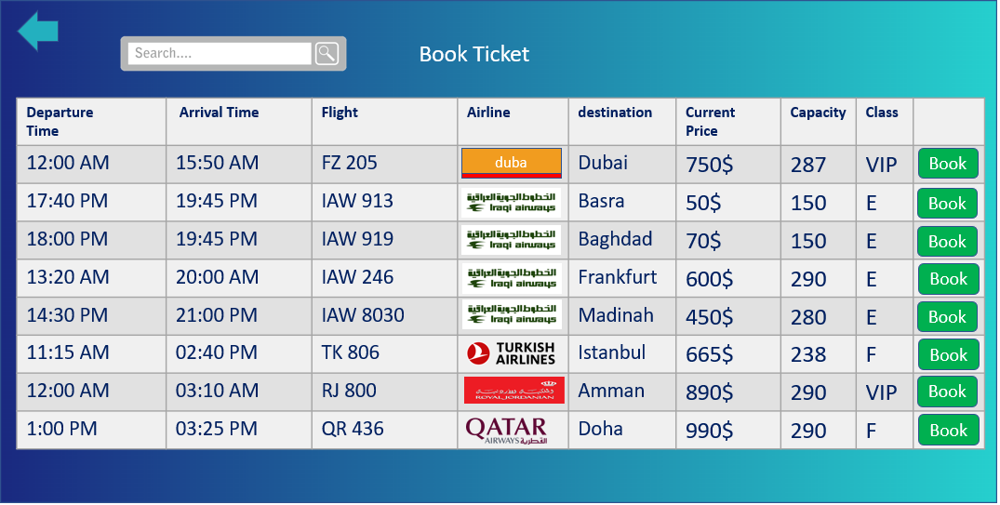 Search....
Book Ticket
Departure Time Arrival Time Flight Airline destination Current Price Capacity Class
12:00 AM 15:50 AM FZ 205 duba Dubai 750$ 287 VIP Book
17:40 PM 19:45 PM IAW 913 الخطوط الجوية العراقية Iraqi airways Basra 50$ 150 E Book
18:00 PM 19:45 PM IAW 919 الخطوط الجوية العراقية Iraqi airways Baghdad 70$ 150 E Book
13:20 AM 20:00 AM IAW 246 الخطوط الجوية العراقية Iraqi airways Frankfurt 600$ 290 E Book
14:30 PM 21:00 PM IAW 8030 الخطوط الجوية العراقية Iraqi airways Madinah 450$ 280 E Book
11:15 AM 02:40 PM TK 806 TURKISH AIRLINES Istanbul 665$ 238 F Book
12:00 AM 03:10 AM RJ 800 ROYAL JORDANIAN Amman 890$ 290 VIP Book
1:00 PM 03:25 PM QR 436 QATAR AIRWAYS القطرية Doha 990$ 290 F Book